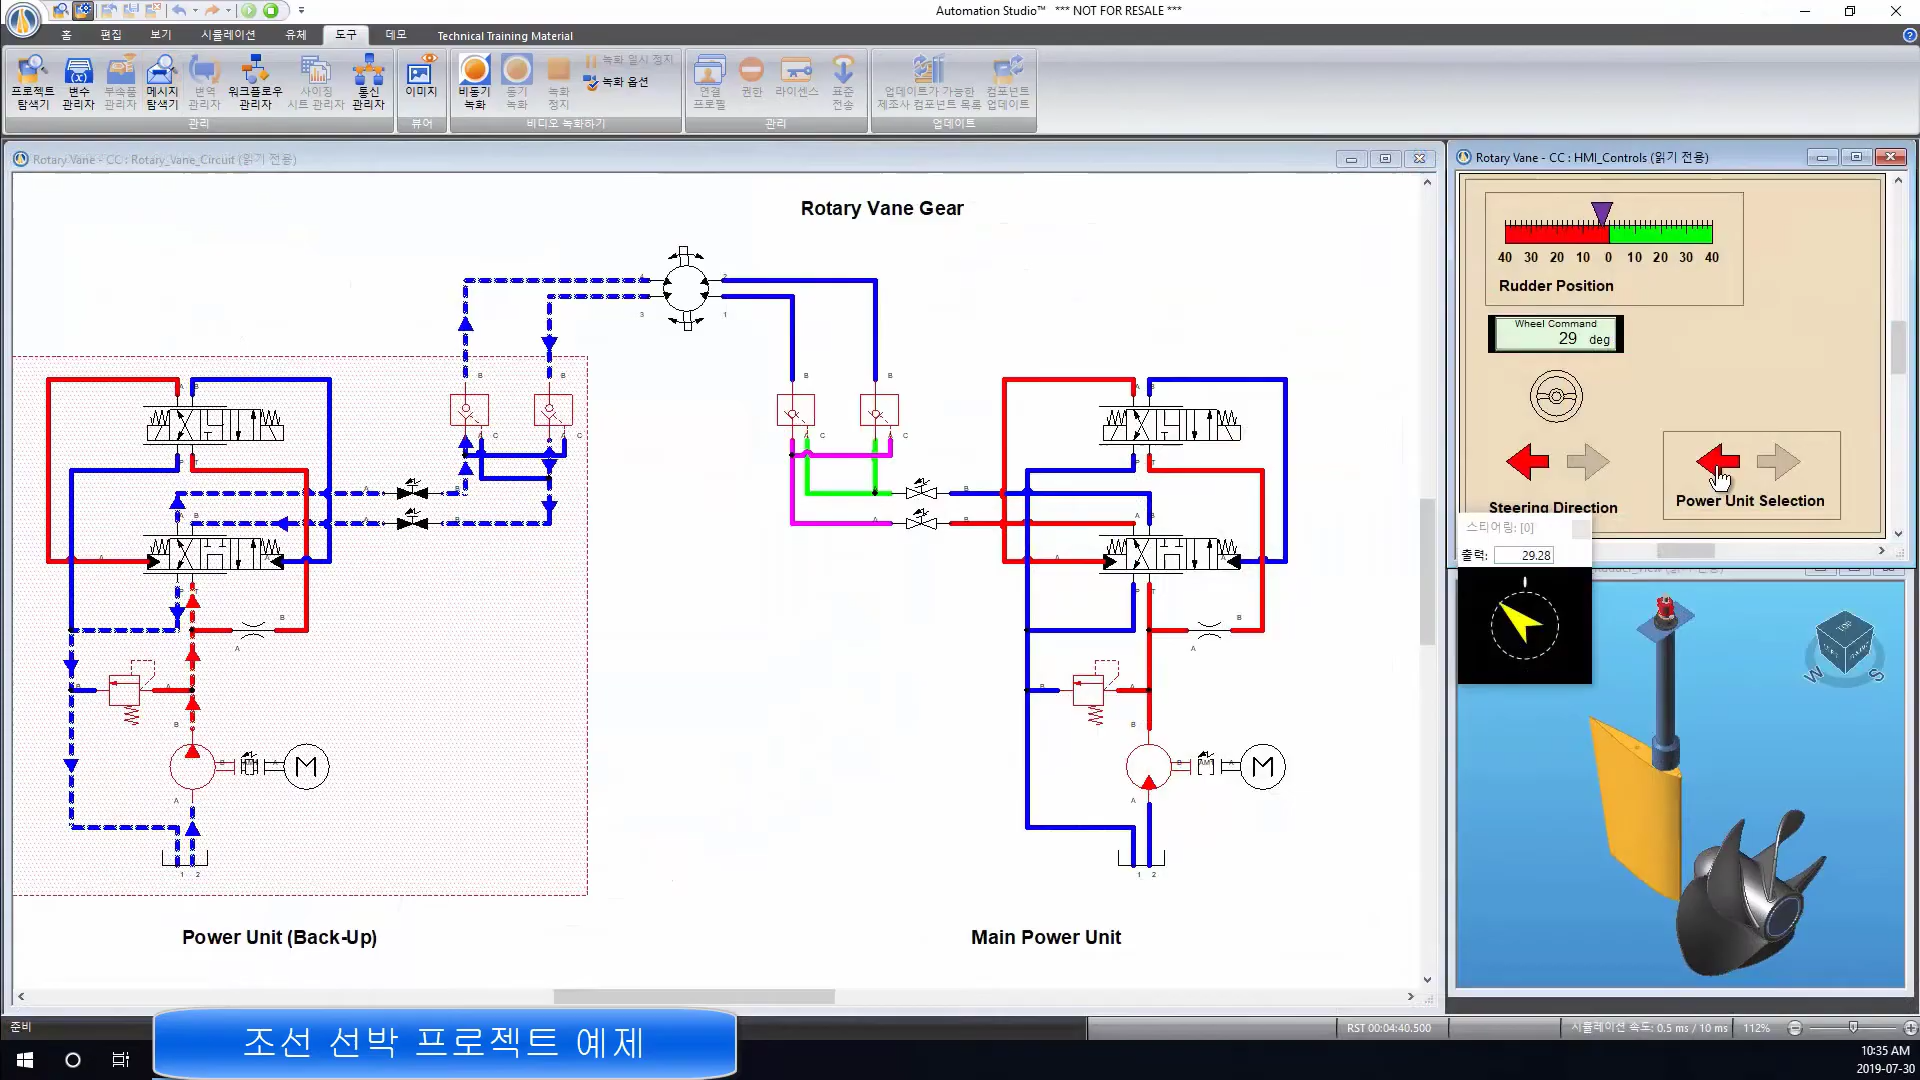 Automation Studio™ *** NOT FOR RESALE ***
홈 편집 보기 시뮬레이션 유체 도구 데모 Technical Training Material
프로젝트 탐색기
변수 관리자
부속품 관리자
메시지 탐색기
번역 관리자
워크플로우 관리자
사이징 시트 관리자
통신 관리자
관리
이미지
뷰어
비동기 녹화
동기 녹화
녹화 정지
녹화 일시 정지
녹화 옵션
비디오 녹화하기
연결 프로필
권한
라이센스
표준 전송
관리
업데이트가 가능한 제조사 컴포넌트 목록
컴포넌트 업데이트
업데이트
Rotary Vane - CC : Rotary_Vane_Circuit (읽기 전용)
Rotary Vane Gear
4 2
3 1
Power Unit (Back-Up)
Main Power Unit
M
M
1 2
1 2
Rotary Vane - CC : HMI_Controls (읽기 전용)
40 30 20 10 0 10 20 30 40
Rudder Position
Wheel Command
29 deg
Steering Direction
Power Unit Selection
스티어링: [0]
출력: 29.28
TOP
W S
준비
RST 00:04:40.500
시뮬레이션 속도: 0.5 ms / 10 ms
112%
조선 선박 프로젝트 예제
10:35 AM
2019-07-30